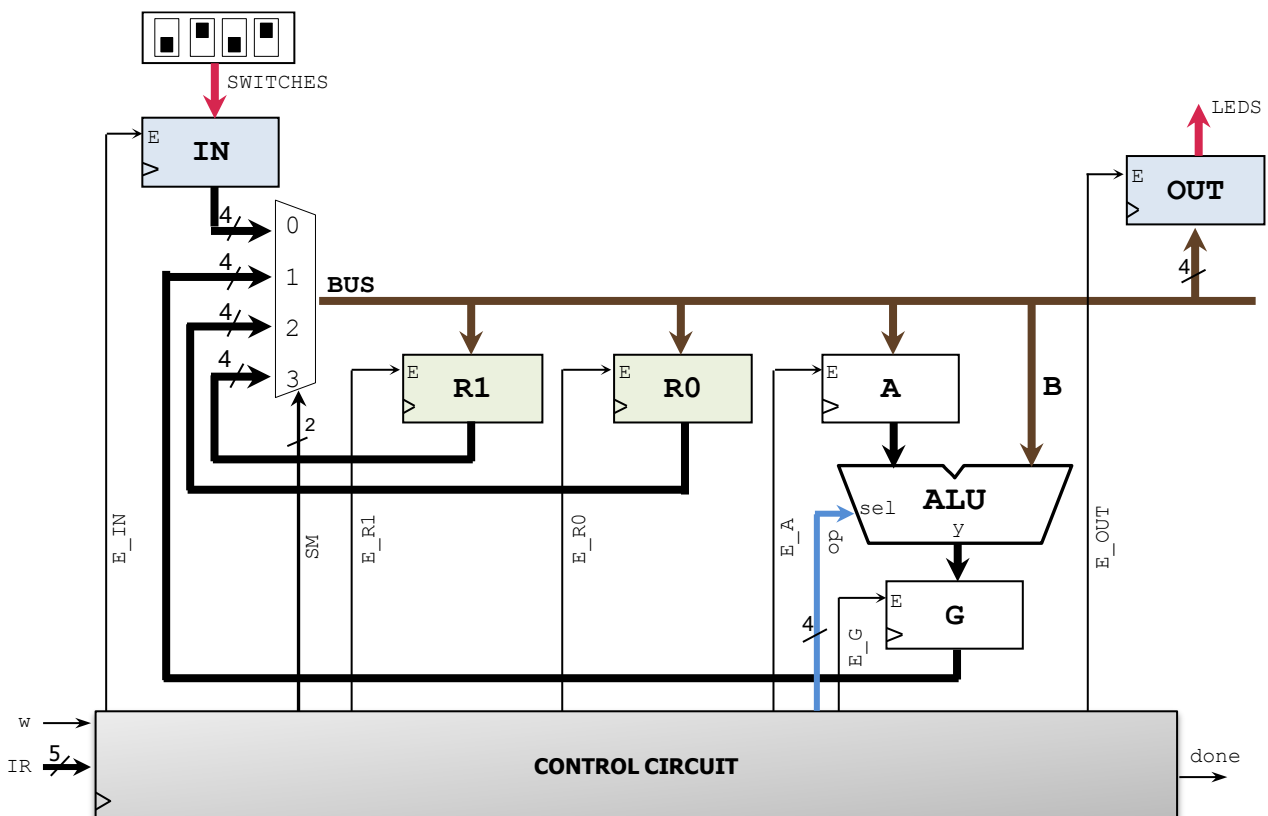 SWITCHES
LEDS
E
IN
E
OUT
4
0
4
1
BUS
4
4
2
4
3
E
R1
E
R0
E
A
B
2
sel
ALU
y
E_IN
SM
E_R1
E_R0
E_A
op
E_OUT
E
G
4
E_G
w
IR
5
CONTROL CIRCUIT
done